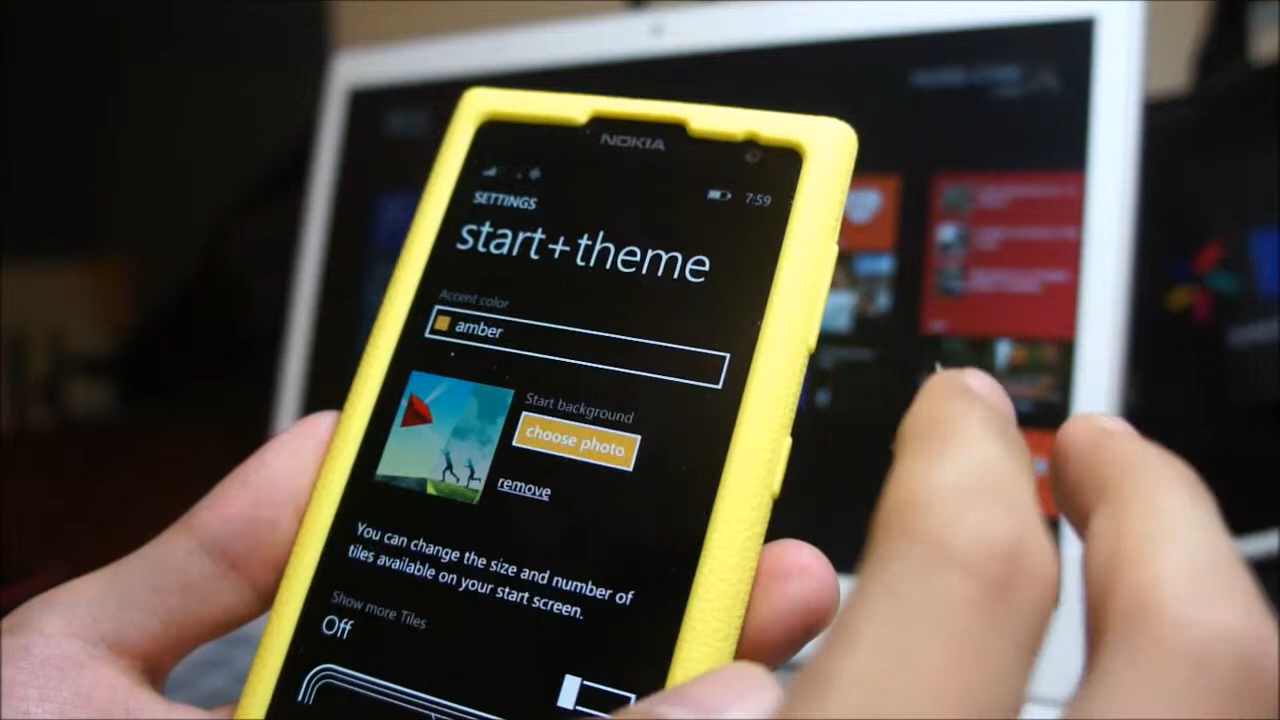 NOKIA
7:59
SETTINGS
start+theme
Accent color
amber
Start background
choose photo
remove
You can change the size and number of
tiles available on your start screen.
Show more Tiles
Off